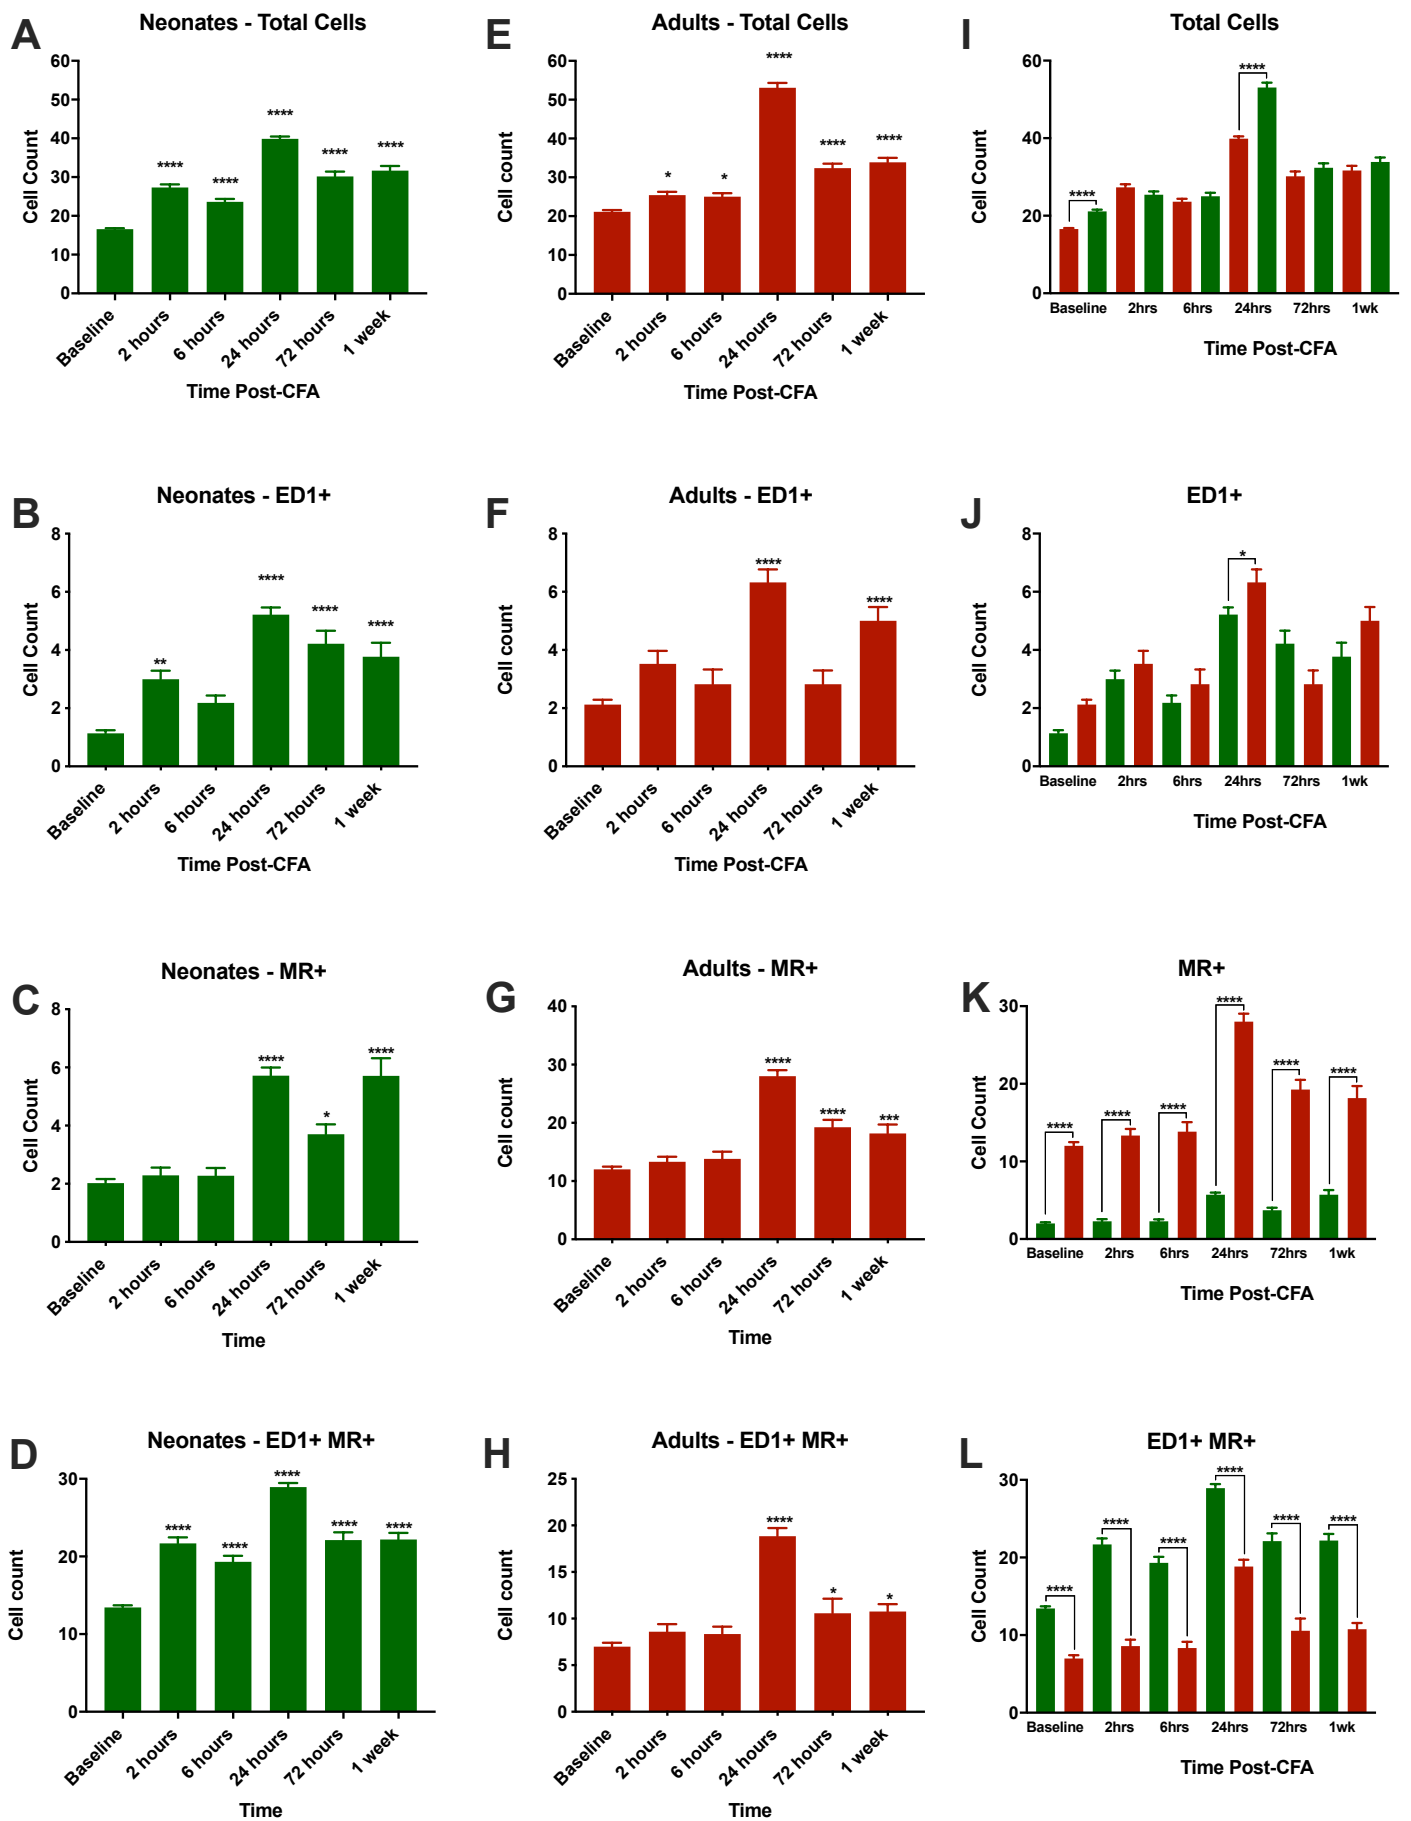 A
Neonates - Total Cells
Cell Count
60
50
40
30
20
10
0
****
****
****
****
****
Baseline
2 hours
6 hours
24 hours
72 hours
1 week
Time Post-CFA
E
Adults - Total Cells
Cell count
60
50
40
30
20
10
0
*
*
****
****
****
Baseline
2 hours
6 hours
24 hours
72 hours
1 week
Time Post-CFA
I
Total Cells
Cell Count
60
40
20
0
****
****
Baseline 2hrs 6hrs 24hrs 72hrs 1wk
Time Post-CFA
B
Neonates - ED1+
Cell Count
8
6
4
2
0
**
****
****
****
Baseline
2 hours
6 hours
24 hours
72 hours
1 week
Time Post-CFA
F
Adults - ED1+
Cell count
8
6
4
2
0
****
****
Baseline
2 hours
6 hours
24 hours
72 hours
1 week
Time Post-CFA
J
ED1+
Cell Count
8
6
4
2
0
*
Baseline 2hrs 6hrs 24hrs 72hrs 1wk
Time Post-CFA
C
Neonates - MR+
Cell Count
8
6
4
2
0
****
*
****
Baseline
2 hours
6 hours
24 hours
72 hours
1 week
Time
G
Adults - MR+
Cell count
40
30
20
10
0
****
****
***
Baseline
2 hours
6 hours
24 hours
72 hours
1 week
Time
K
MR+
Cell Count
30
20
10
0
****
****
****
****
****
****
Baseline 2hrs 6hrs 24hrs 72hrs 1wk
Time Post-CFA
D
Neonates - ED1+ MR+
Cell count
30
20
10
0
****
****
****
****
****
Baseline
2 hours
6 hours
24 hours
72 hours
1 week
Time
H
Adults - ED1+ MR+
Cell count
25
20
15
10
5
0
****
*
*
Baseline
2 hours
6 hours
24 hours
72 hours
1 week
Time
L
ED1+ MR+
Cell Count
30
20
10
0
****
****
****
****
****
****
Baseline 2hrs 6hrs 24hrs 72hrs 1wk
Time Post-CFA